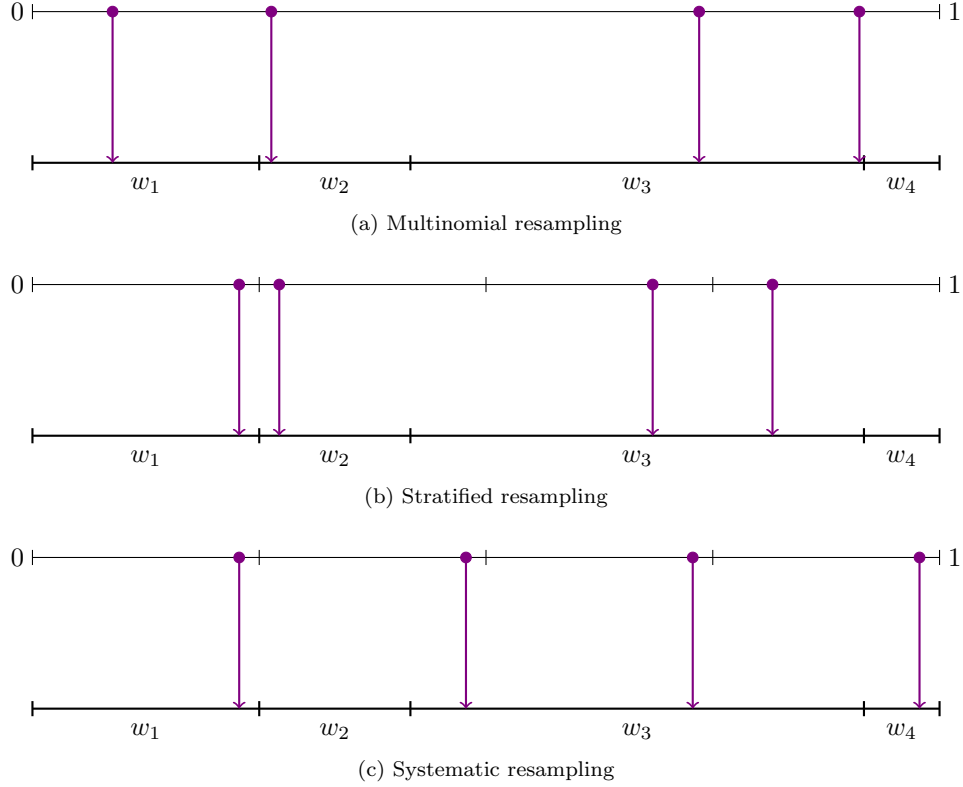 0 1
w₁ w₂ w₃ w₄
(a) Multinomial resampling
0 1
w₁ w₂ w₃ w₄
(b) Stratified resampling
0 1
w₁ w₂ w₃ w₄
(c) Systematic resampling